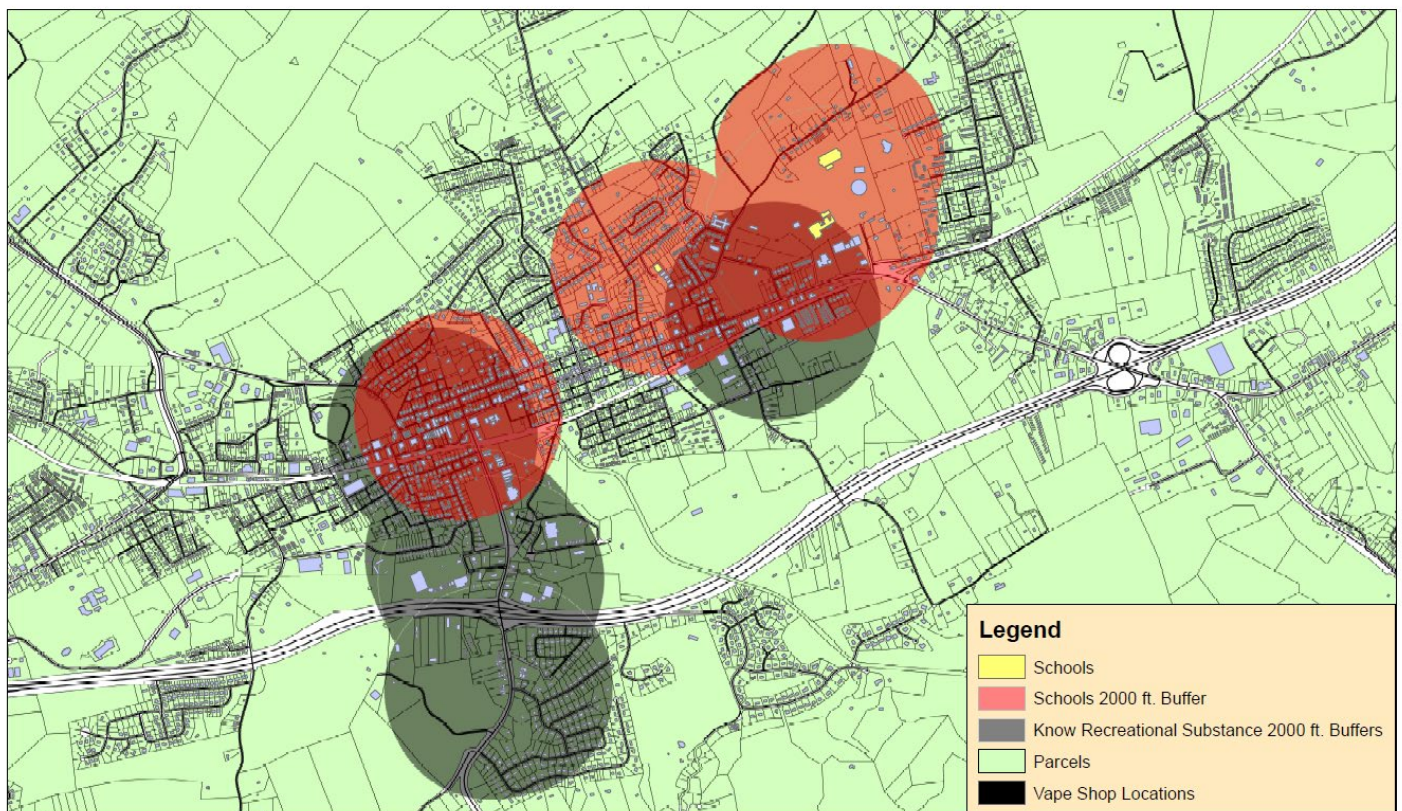 Legend
Schools
Schools 2000 ft. Buffer
Know Recreational Substance 2000 ft. Buffers
Parcels
Vape Shop Locations